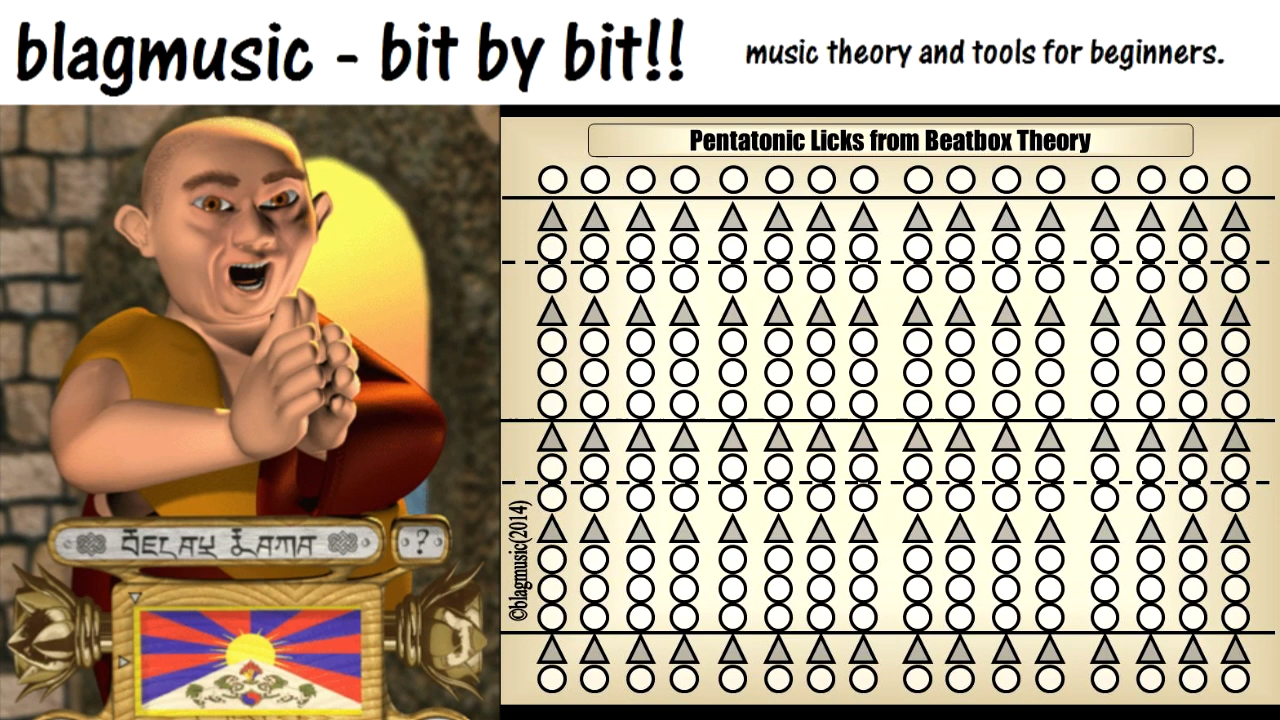 blagmusic - bit by bit!!
music theory and tools for beginners.
Pentatonic Licks from Beatbox Theory
©blagmusic(2014)
DELAY LAMA
?